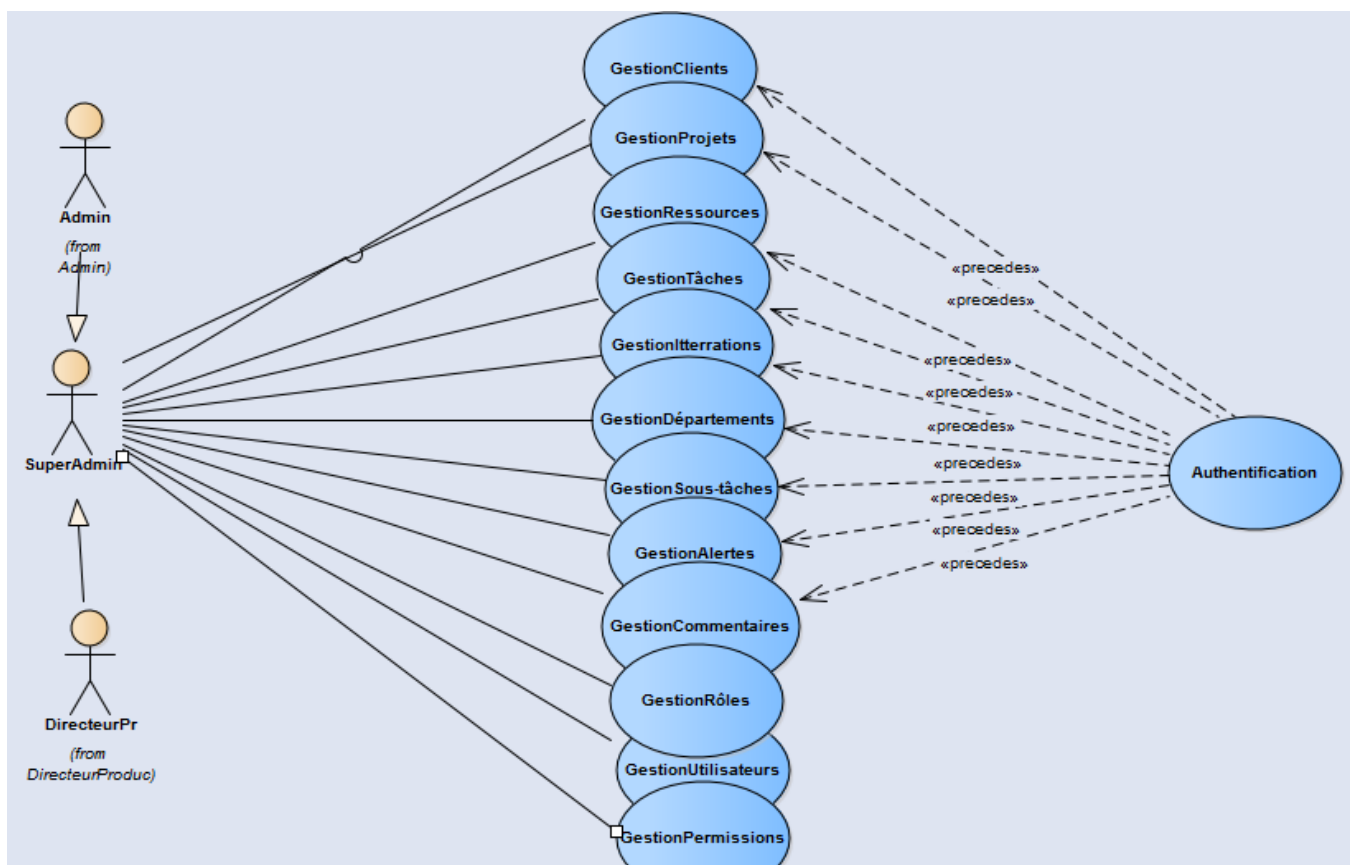 GestionClients
Admin
(from
Admin)
GestionProjets
GestionRessources
GestionTâches
GestionItterrations
GestionDépartements
SuperAdmin
GestionSous-tâches
GestionAlertes
GestionCommentaires
GestionRôles
GestionUtilisateurs
GestionPermissions
DirecteurPr
(from
DirecteurProduc)
«precedes»
«precedes»
«precedes»
«precedes»
«precedes»
«precedes»
«precedes»
«precedes»
«precedes»
Authentification